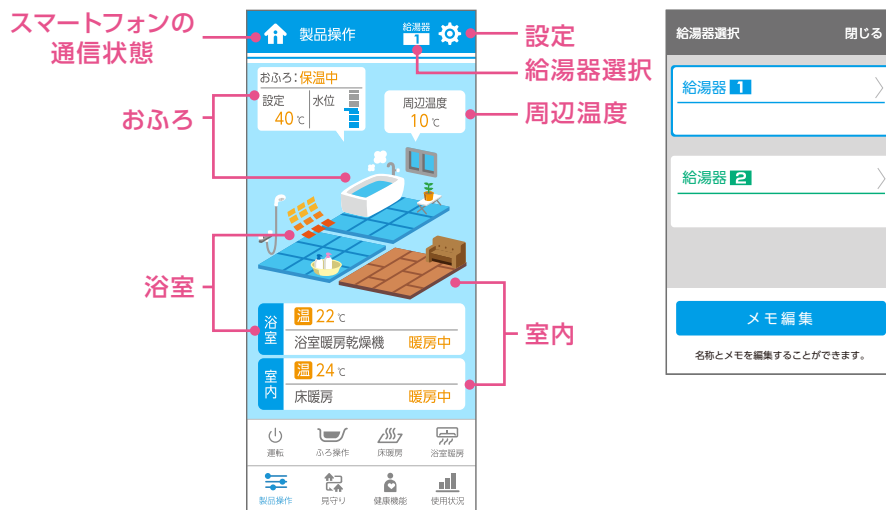 スマートフォンの
通信状態
おふろ
浴室
製品操作
給湯器
1
おふろ：保温中
設定
40℃
水位
周辺温度
10℃
浴室
温 22℃
浴室暖房乾燥機 暖房中
室内
温 24℃
床暖房 暖房中
運転
ふろ操作
床暖房
浴室暖房
製品操作
見守り
健康機能
使用状況
設定
給湯器選択
周辺温度
室内
給湯器選択 閉じる
給湯器 1
給湯器 2
メモ編集
名称とメモを編集することができます。